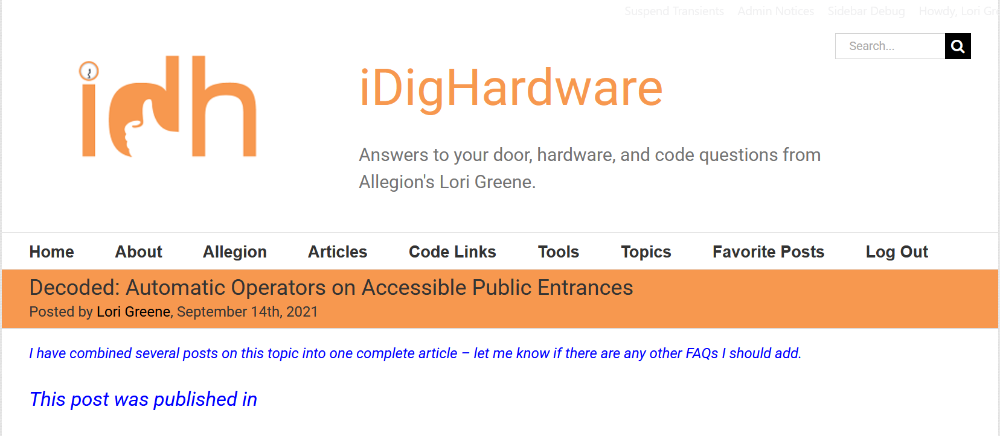 Suspend Transients Admin Notices Sidebar Debug Howdy, Lori Gre
Search...
idh
iDigHardware
Answers to your door, hardware, and code questions from
Allegion's Lori Greene.
Home About Allegion Articles Code Links Tools Topics Favorite Posts Log Out
Decoded: Automatic Operators on Accessible Public Entrances
Posted by Lori Greene, September 14th, 2021
I have combined several posts on this topic into one complete article – let me know if there are any other FAQs I should add.
This post was published in